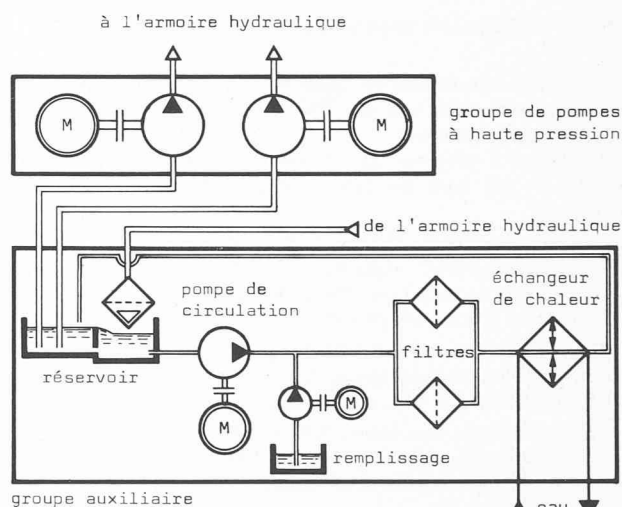 à l'armoire hydraulique
M
M
groupe de pompes
à haute pression
de l'armoire hydraulique
pompe de
circulation
échangeur
de chaleur
filtres
réservoir
M
M
remplissage
groupe auxiliaire
eau